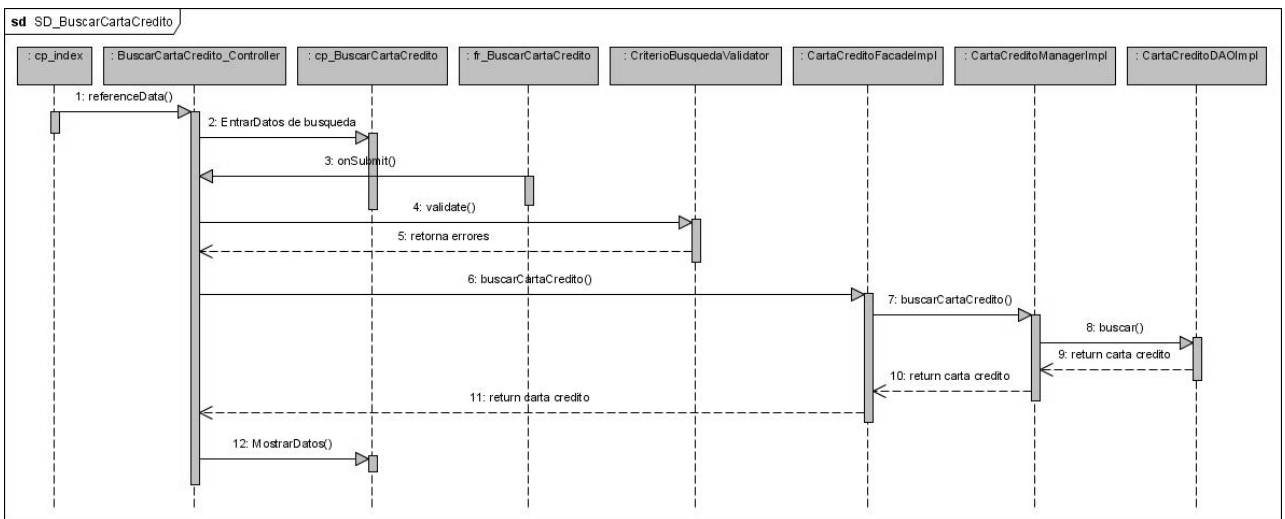 sd SD_BuscarCartaCredito
: cp_index
: BuscarCartaCredito_Controller
: cp_BuscarCartaCredito
: fr_BuscarCartaCredito
: CriterioBusquedaValidator
: CartaCreditoFacadeImpl
: CartaCreditoManagerImpl
: CartaCreditoDAOImpl
1: referenceData()
2: EntrarDatos de busqueda
3: onSubmit()
4: validate()
5: retorna errores
6: buscarCartaCredito()
7: buscarCartaCredito()
8: buscar()
9: return carta credito
10: return carta credito
11: return carta credito
12: MostrarDatos()